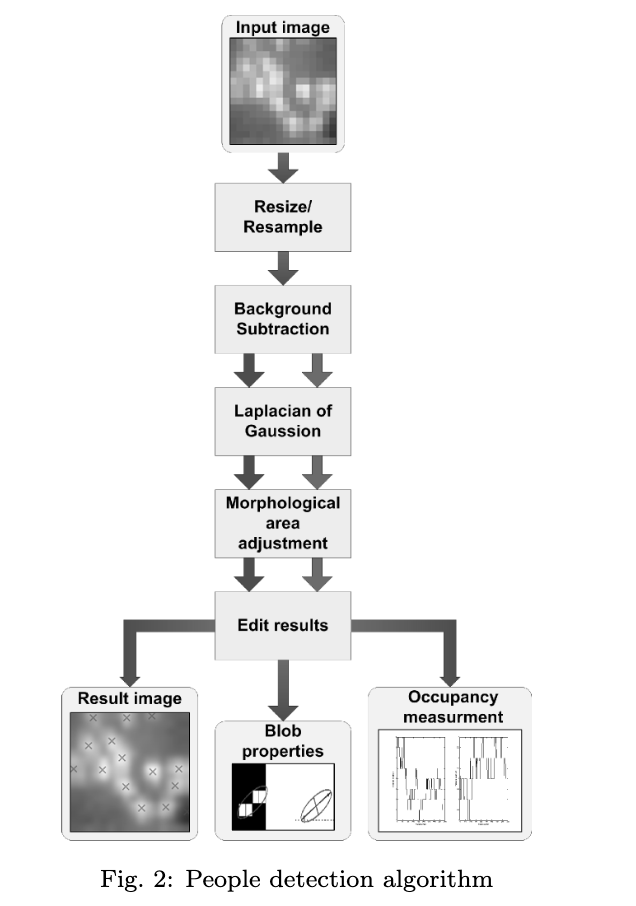 Input image
Resize/
Resample
Background
Subtraction
Laplacian of
Gaussion
Morphological
area
adjustment
Edit results
Result image
Blob
properties
Occupancy
measurment
Fig. 2: People detection algorithm